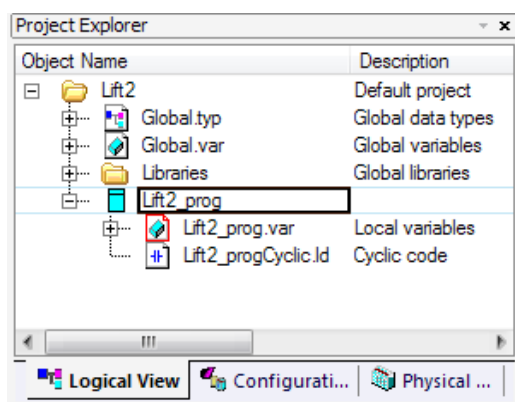 Project Explorer
Object Name Description
Lift2 Default project
Global.typ Global data types
Global.var Global variables
Libraries Global libraries
Lift2_prog
Lift2_prog.var Local variables
Lift2_progCyclic.ld Cyclic code
Logical View Configurati... Physical ...